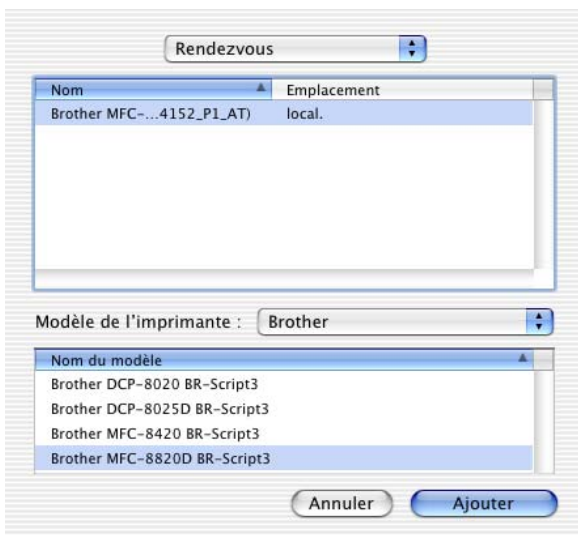 Rendezvous
Nom Emplacement
Brother MFC-...4152_P1_AT) local.
Modèle de l'imprimante : Brother
Nom du modèle
Brother DCP-8020 BR-Script3
Brother DCP-8025D BR-Script3
Brother MFC-8420 BR-Script3
Brother MFC-8820D BR-Script3
Annuler Ajouter